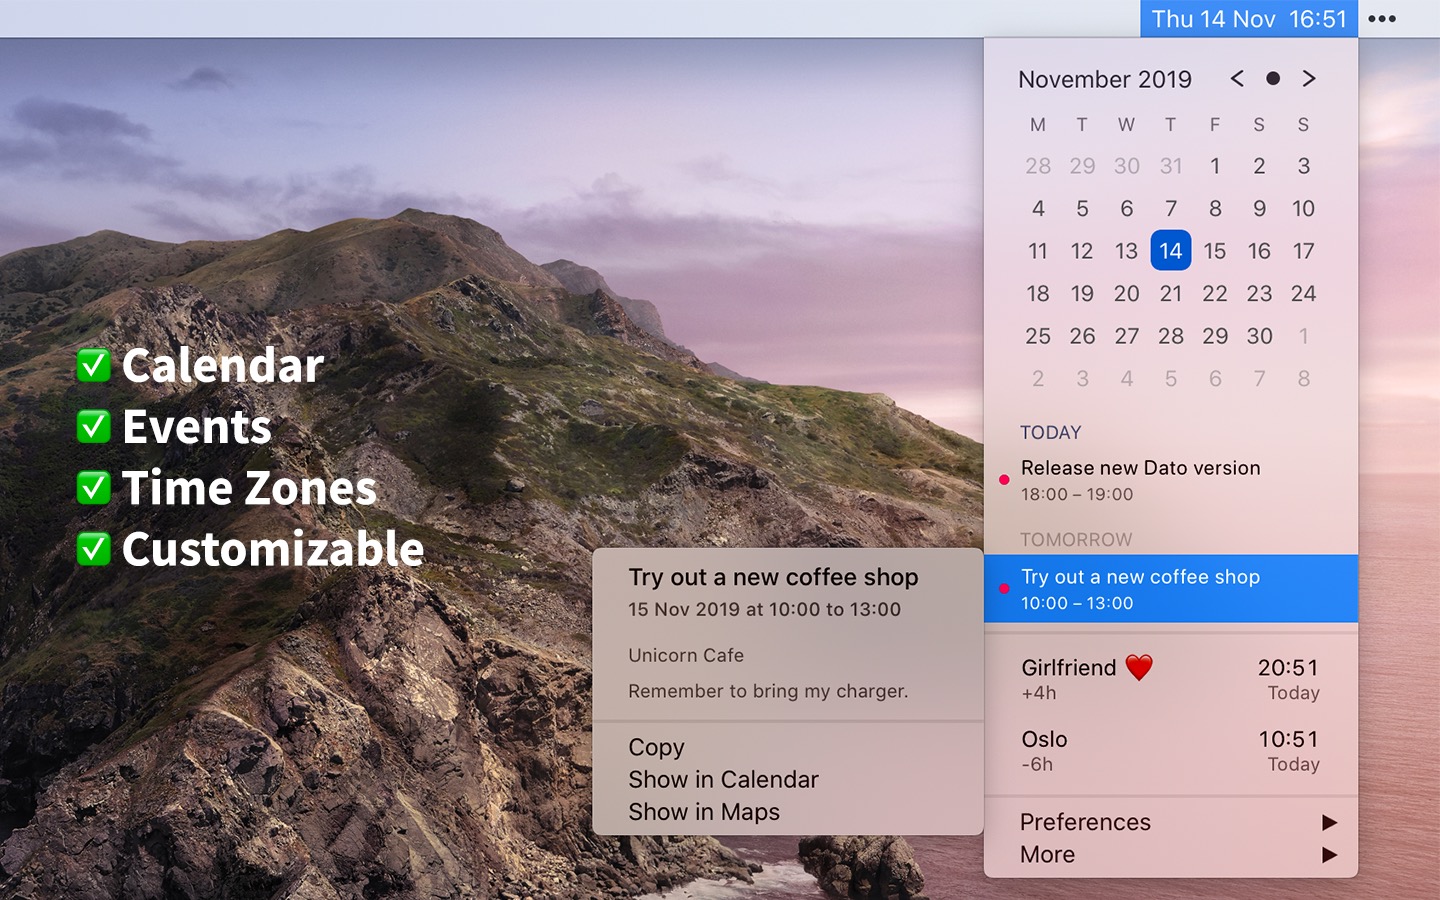 Thu 14 Nov 16:51 •••
November 2019 < ● >
M T W T F S S
28 29 30 31 1 2 3
4 5 6 7 8 9 10
11 12 13 14 15 16 17
18 19 20 21 22 23 24
25 26 27 28 29 30 1
2 3 4 5 6 7 8
TODAY
Release new Dato version
18:00 – 19:00
TOMORROW
Try out a new coffee shop
10:00 – 13:00
Girlfriend ❤️ 20:51
+4h Today
Oslo 10:51
-6h Today
Preferences ▶
More ▶
Try out a new coffee shop
15 Nov 2019 at 10:00 to 13:00
Unicorn Cafe
Remember to bring my charger.
Copy
Show in Calendar
Show in Maps
✅ Calendar
✅ Events
✅ Time Zones
✅ Customizable